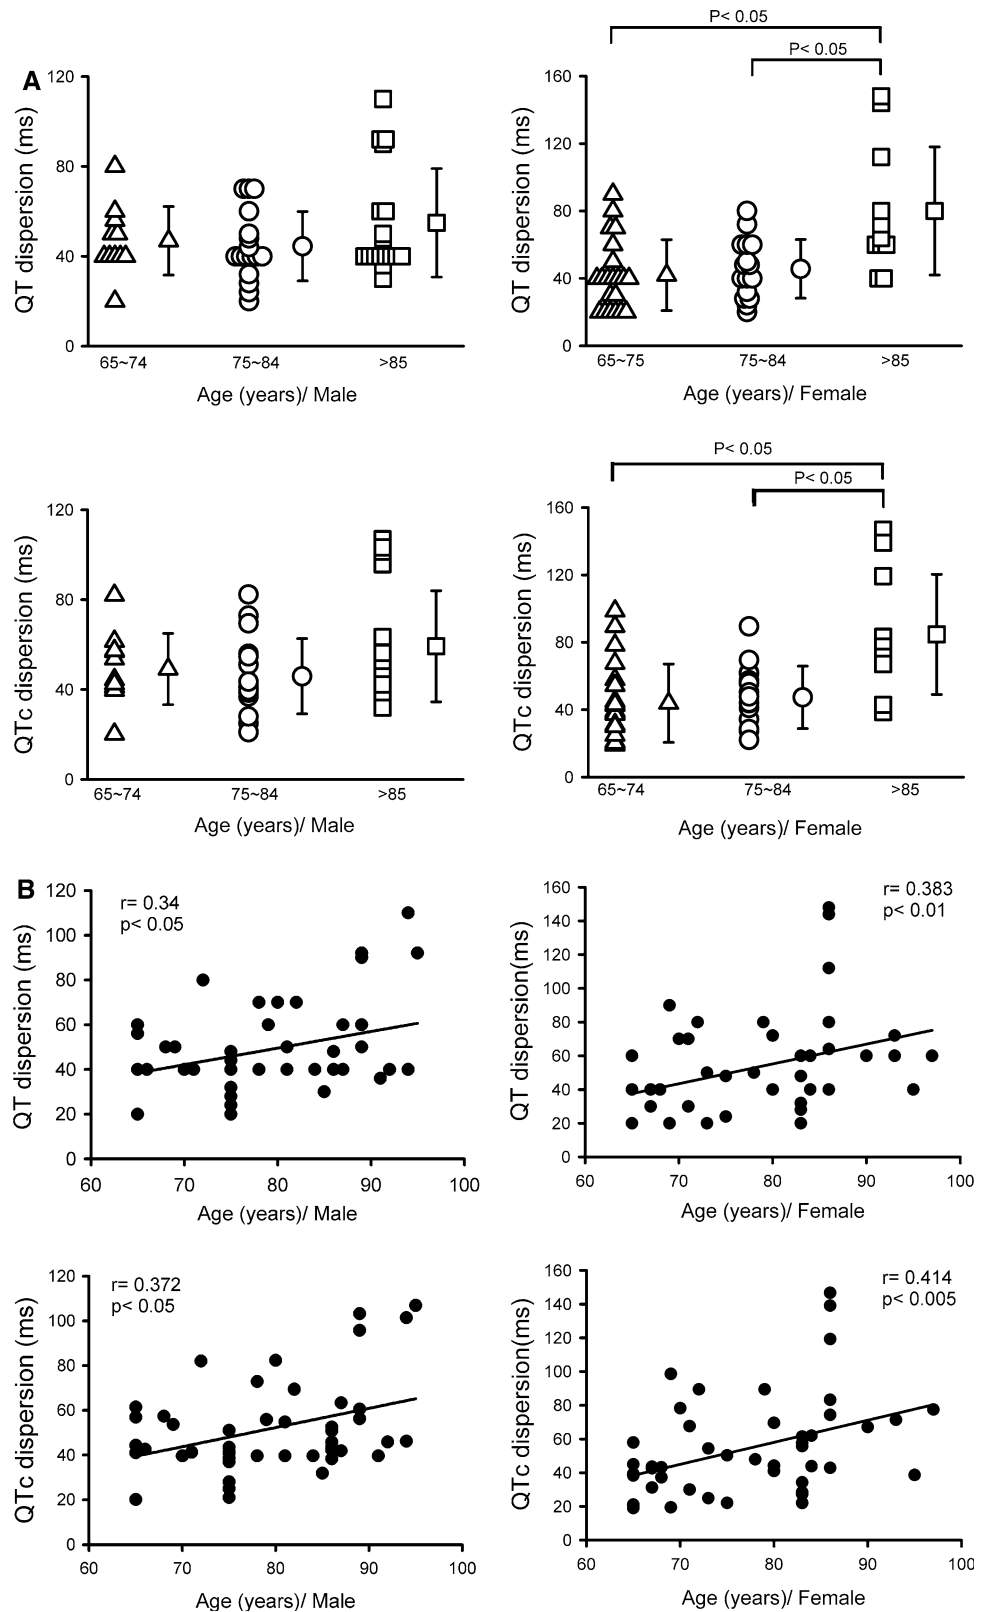 A
P< 0.05
P< 0.05
QT dispersion (ms)
120
80
40
0
65~74
75~84
>85
Age (years)/ Male
QT dispersion (ms)
160
120
80
40
0
65~75
75~84
>85
Age (years)/ Female
QTc dispersion (ms)
120
80
40
0
65~74
75~84
>85
Age (years)/ Male
P< 0.05
P< 0.05
QTc dispersion (ms)
160
120
80
40
0
65~74
75~84
>85
Age (years)/ Female
B
r= 0.34
p< 0.05
QT dispersion (ms)
120
100
80
60
40
20
0
60
70
80
90
100
Age (years)/ Male
r= 0.383
p< 0.01
QT dispersion(ms)
160
140
120
100
80
60
40
20
0
60
70
80
90
100
Age (years)/ Female
r= 0.372
p< 0.05
QTc dispersion (ms)
120
100
80
60
40
20
0
60
70
80
90
100
Age (years)/ Male
r= 0.414
p< 0.005
QTc dispersion(ms)
160
140
120
100
80
60
40
20
0
60
70
80
90
100
Age (years)/ Female